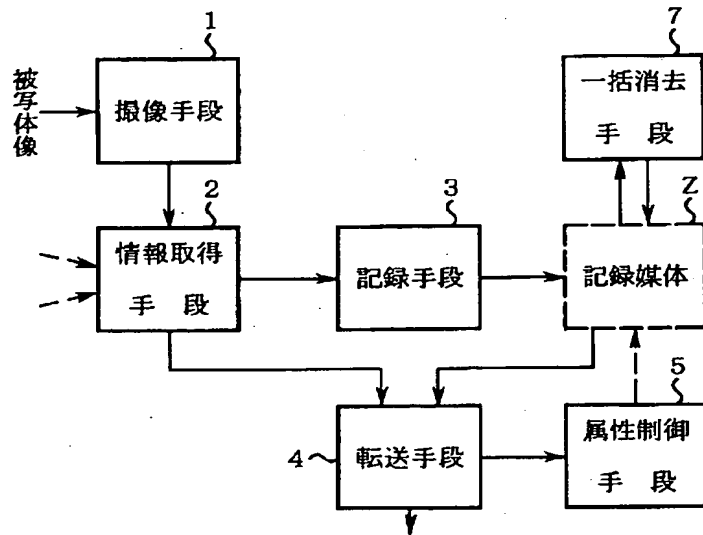 1
被写体像
撮像手段
2
情報取得
手段
3
記録手段
7
一括消去
手段
Z
記録媒体
4
転送手段
5
属性制御
手段